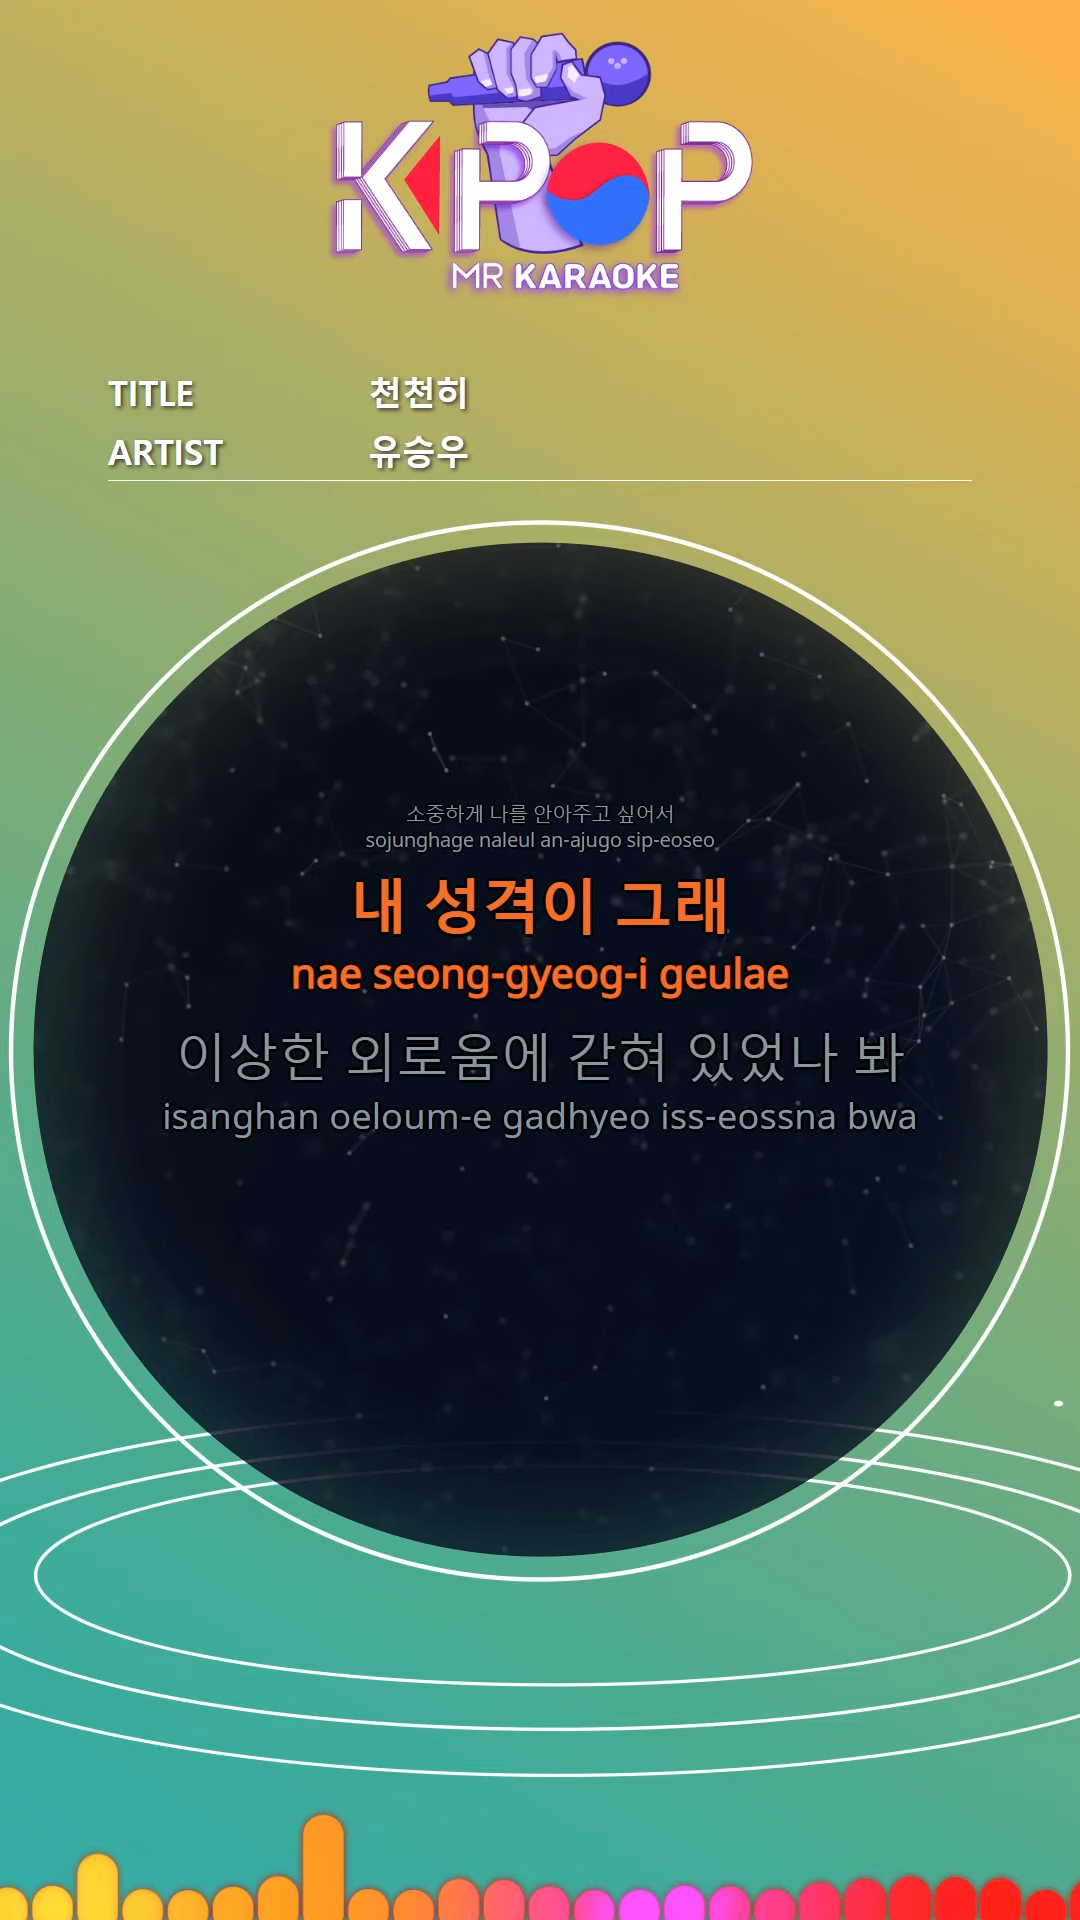 KPOP
MR KARAOKE
TITLE 천천히
ARTIST 유승우
소중하게 나를 안아주고 싶어서
sojunghage naleul an-ajugo sip-eoseo
내 성격이 그래
nae seong-gyeog-i geulae
이상한 외로움에 갇혀 있었나 봐
isanghan oeloum-e gadhyeo iss-eossna bwa